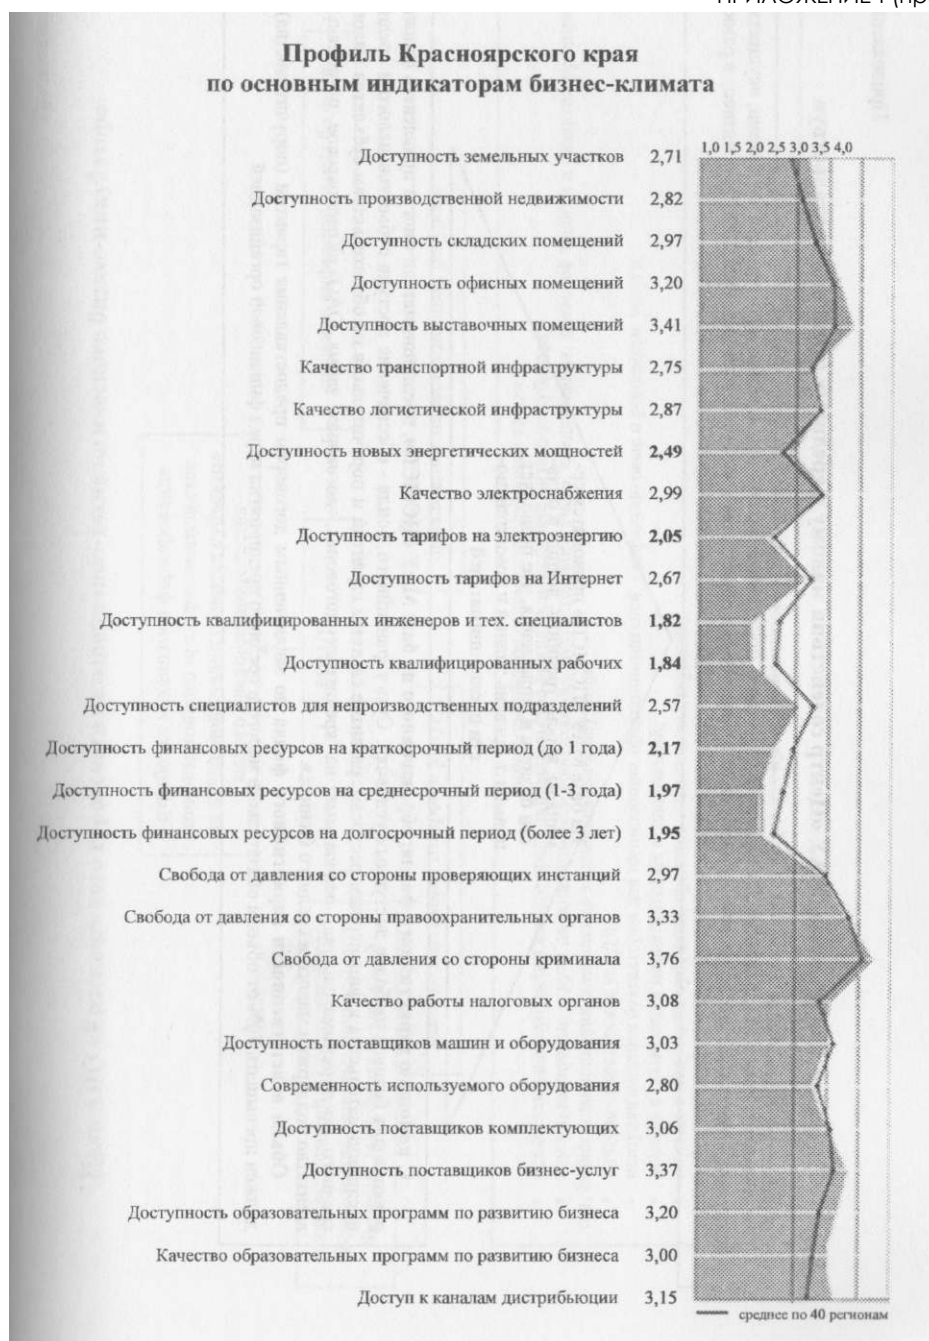 Профиль Красноярского края
по основным индикаторам бизнес-климата
1,0 1,5 2,0 2,5 3,0 3,5 4,0
Доступность земельных участков 2,71
Доступность производственной недвижимости 2,82
Доступность складских помещений 2,97
Доступность офисных помещений 3,20
Доступность выставочных помещений 3,41
Качество транспортной инфраструктуры 2,75
Качество логистической инфраструктуры 2,87
Доступность новых энергетических мощностей 2,49
Качество электроснабжения 2,99
Доступность тарифов на электроэнергию 2,05
Доступность тарифов на Интернет 2,67
Доступность квалифицированных инженеров и тех. специалистов 1,82
Доступность квалифицированных рабочих 1,84
Доступность специалистов для непроизводственных подразделений 2,57
Доступность финансовых ресурсов на краткосрочный период (до 1 года) 2,17
Доступность финансовых ресурсов на среднесрочный период (1-3 года) 1,97
Доступность финансовых ресурсов на долгосрочный период (более 3 лет) 1,95
Свобода от давления со стороны проверяющих инстанций 2,97
Свобода от давления со стороны правоохранительных органов 3,33
Свобода от давления со стороны криминала 3,76
Качество работы налоговых органов 3,08
Доступность поставщиков машин и оборудования 3,03
Современность используемого оборудования 2,80
Доступность поставщиков комплектующих 3,06
Доступность поставщиков бизнес-услуг 3,37
Доступность образовательных программ по развитию бизнеса 3,20
Качество образовательных программ по развитию бизнеса 3,00
Доступ к каналам дистрибьюции 3,15
среднее по 40 регионам